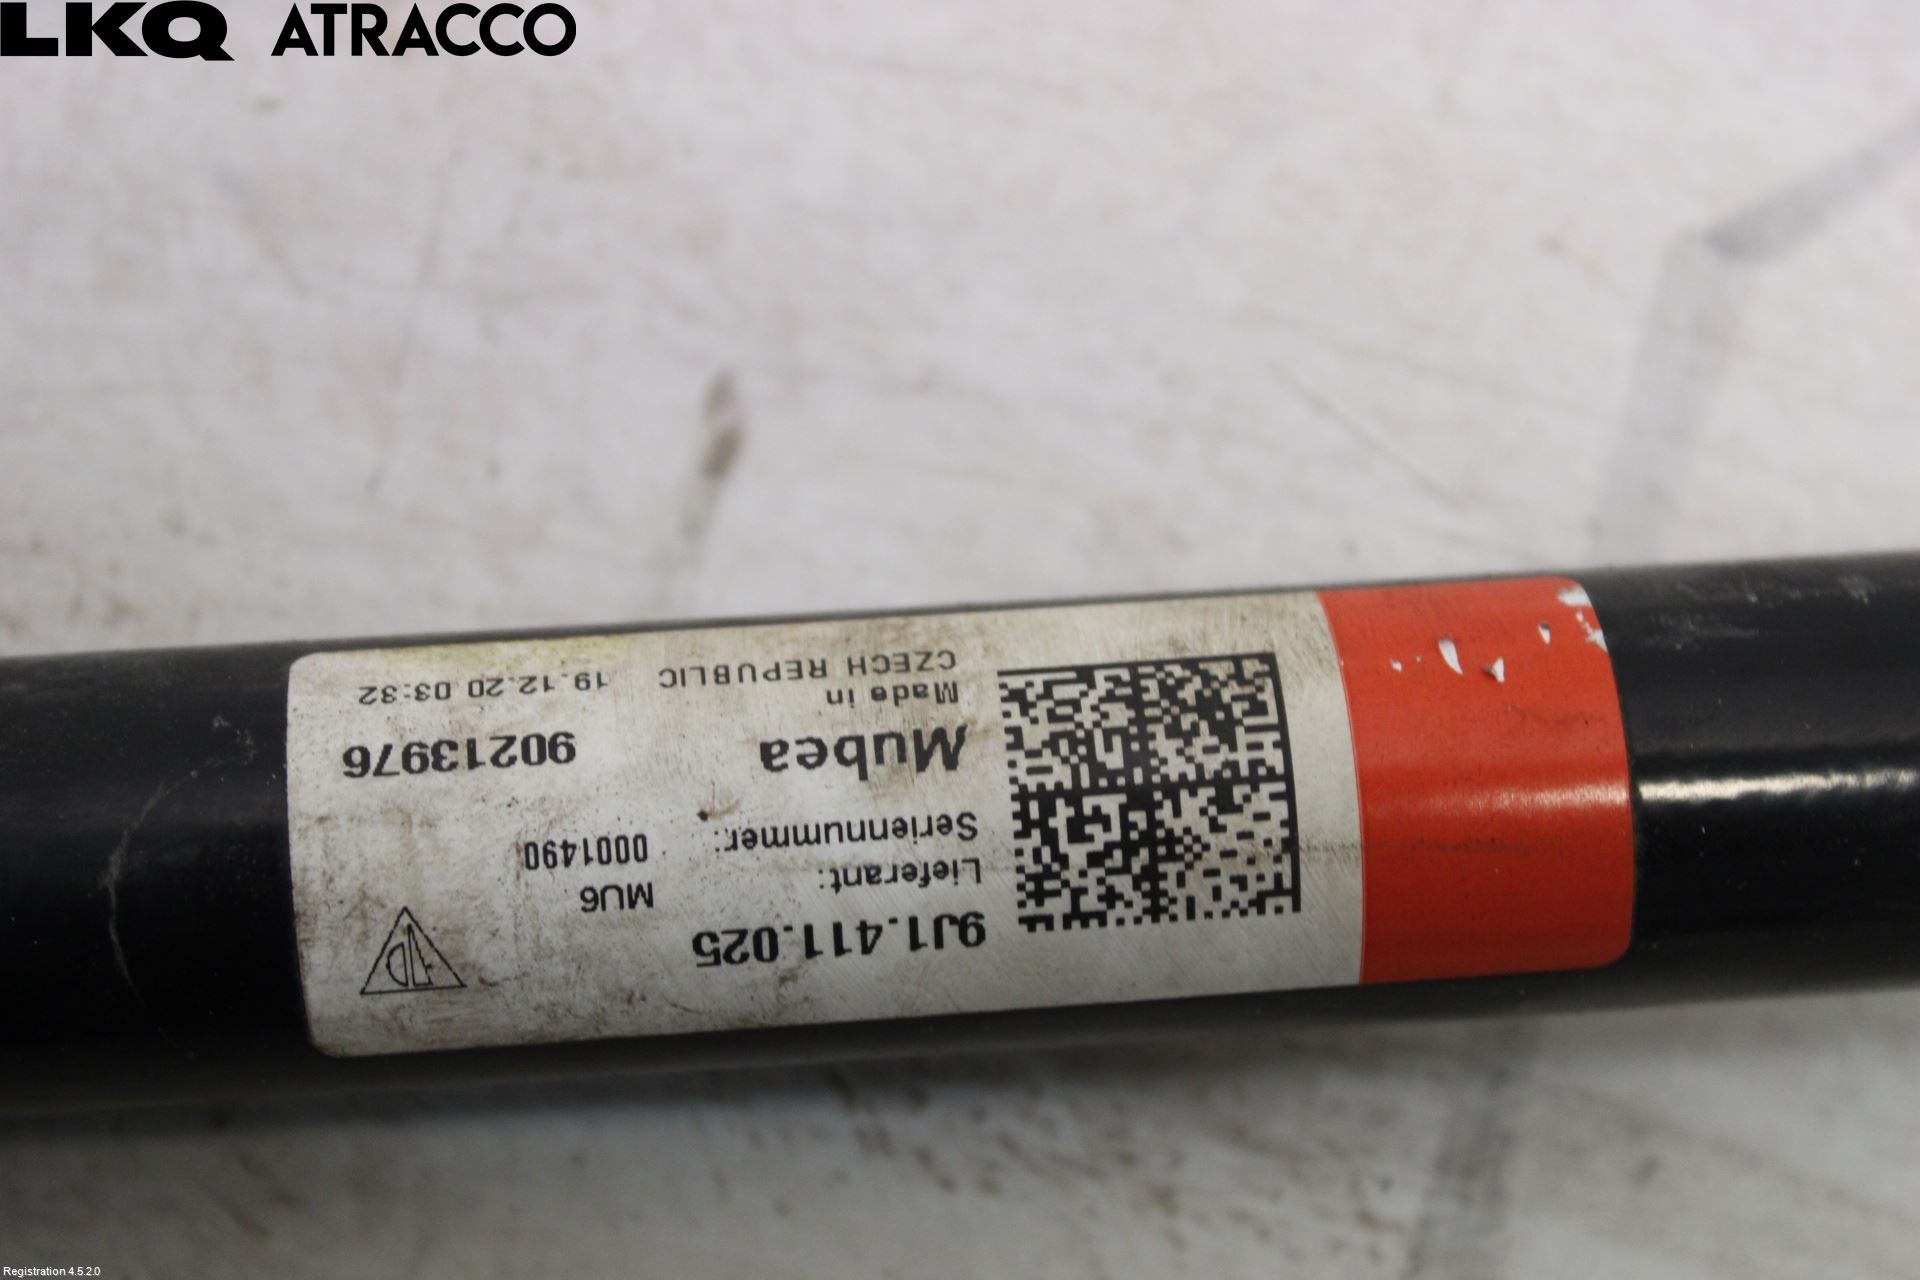 LKQ ATRACCO
9J1.411.025
Lieferant: MU6
Seriennummer: 0001490
Mubea 90213976
Made in
CZECH REPUBLIC 19.12.20 03:32
Registration 4.5.2.0